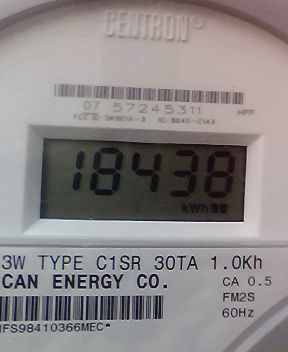 CENTRON®
07 57245311 HPP
18438
kWh
3W TYPE C1SR 30TA 1.0Kh
CAN ENERGY CO.
CA 0.5
FM2S
60Hz
IFS98410366MEC*